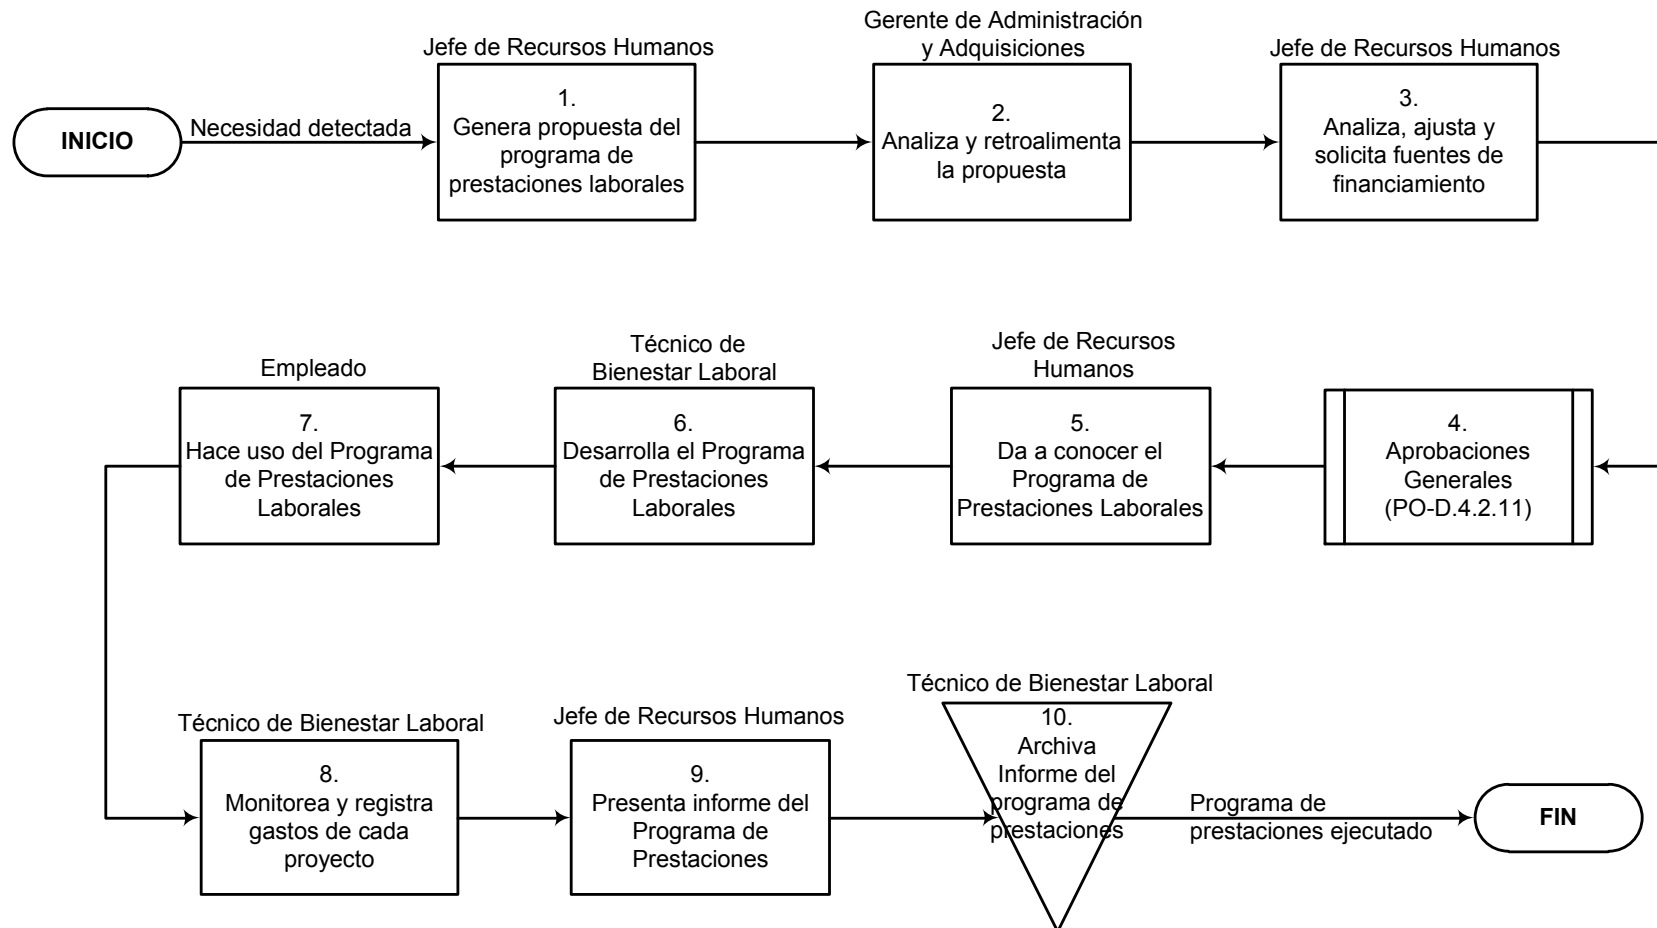 INICIO
Necesidad detectada
Jefe de Recursos Humanos
1.
Genera propuesta del
programa de
prestaciones laborales
Gerente de Administración
y Adquisiciones
2.
Analiza y retroalimenta
la propuesta
Jefe de Recursos Humanos
3.
Analiza, ajusta y
solicita fuentes de
financiamiento
4.
Aprobaciones
Generales
(PO-D.4.2.11)
Jefe de Recursos
Humanos
5.
Da a conocer el
Programa de
Prestaciones Laborales
Técnico de
Bienestar Laboral
6.
Desarrolla el Programa
de Prestaciones
Laborales
Empleado
7.
Hace uso del Programa
de Prestaciones
Laborales
Técnico de Bienestar Laboral
8.
Monitorea y registra
gastos de cada
proyecto
Jefe de Recursos Humanos
9.
Presenta informe del
Programa de
Prestaciones
Técnico de Bienestar Laboral
10.
Archiva
Informe del
programa de
prestaciones
Programa de
prestaciones ejecutado
FIN